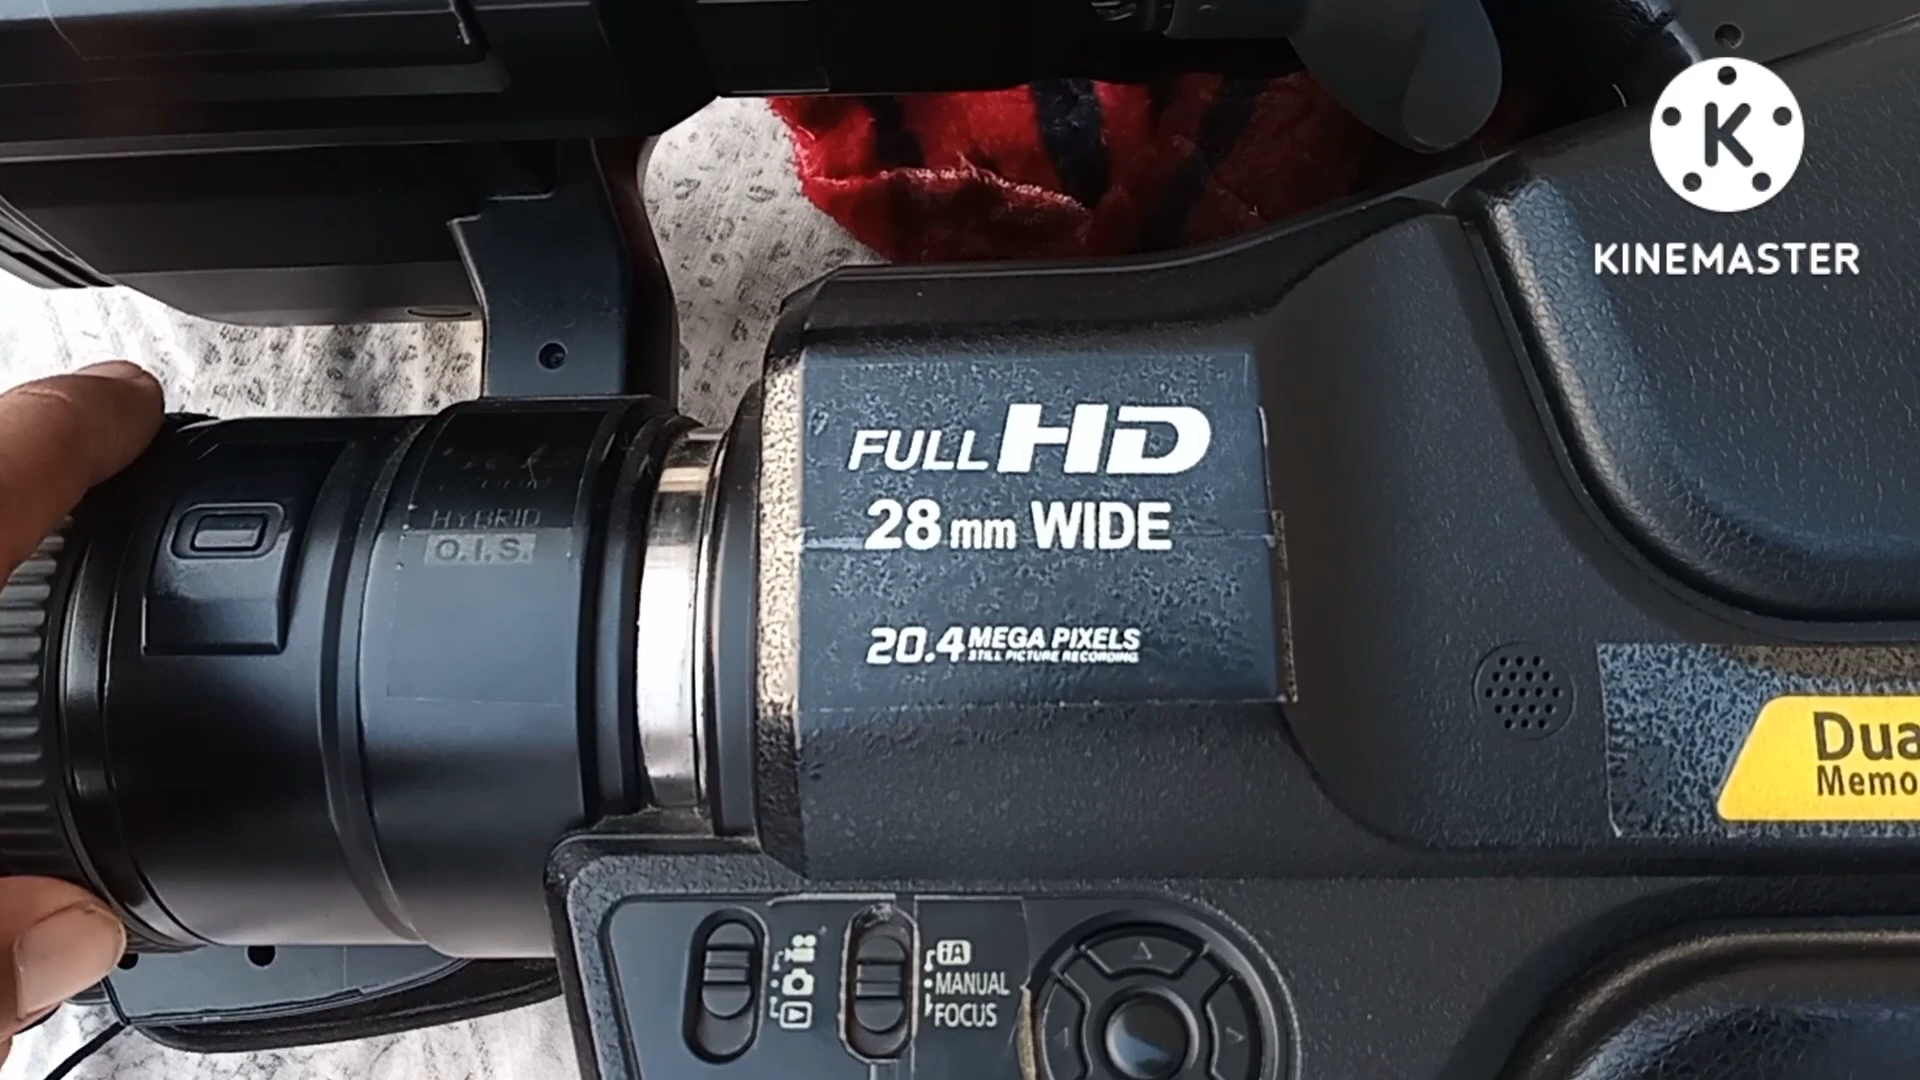 K
KINEMASTER
FULL HD
28 mm WIDE
20.4 MEGA PIXELS
STILL PICTURE RECORDING
HYBRID
O.I.S.
Dua
Memo
iA
MANUAL
FOCUS